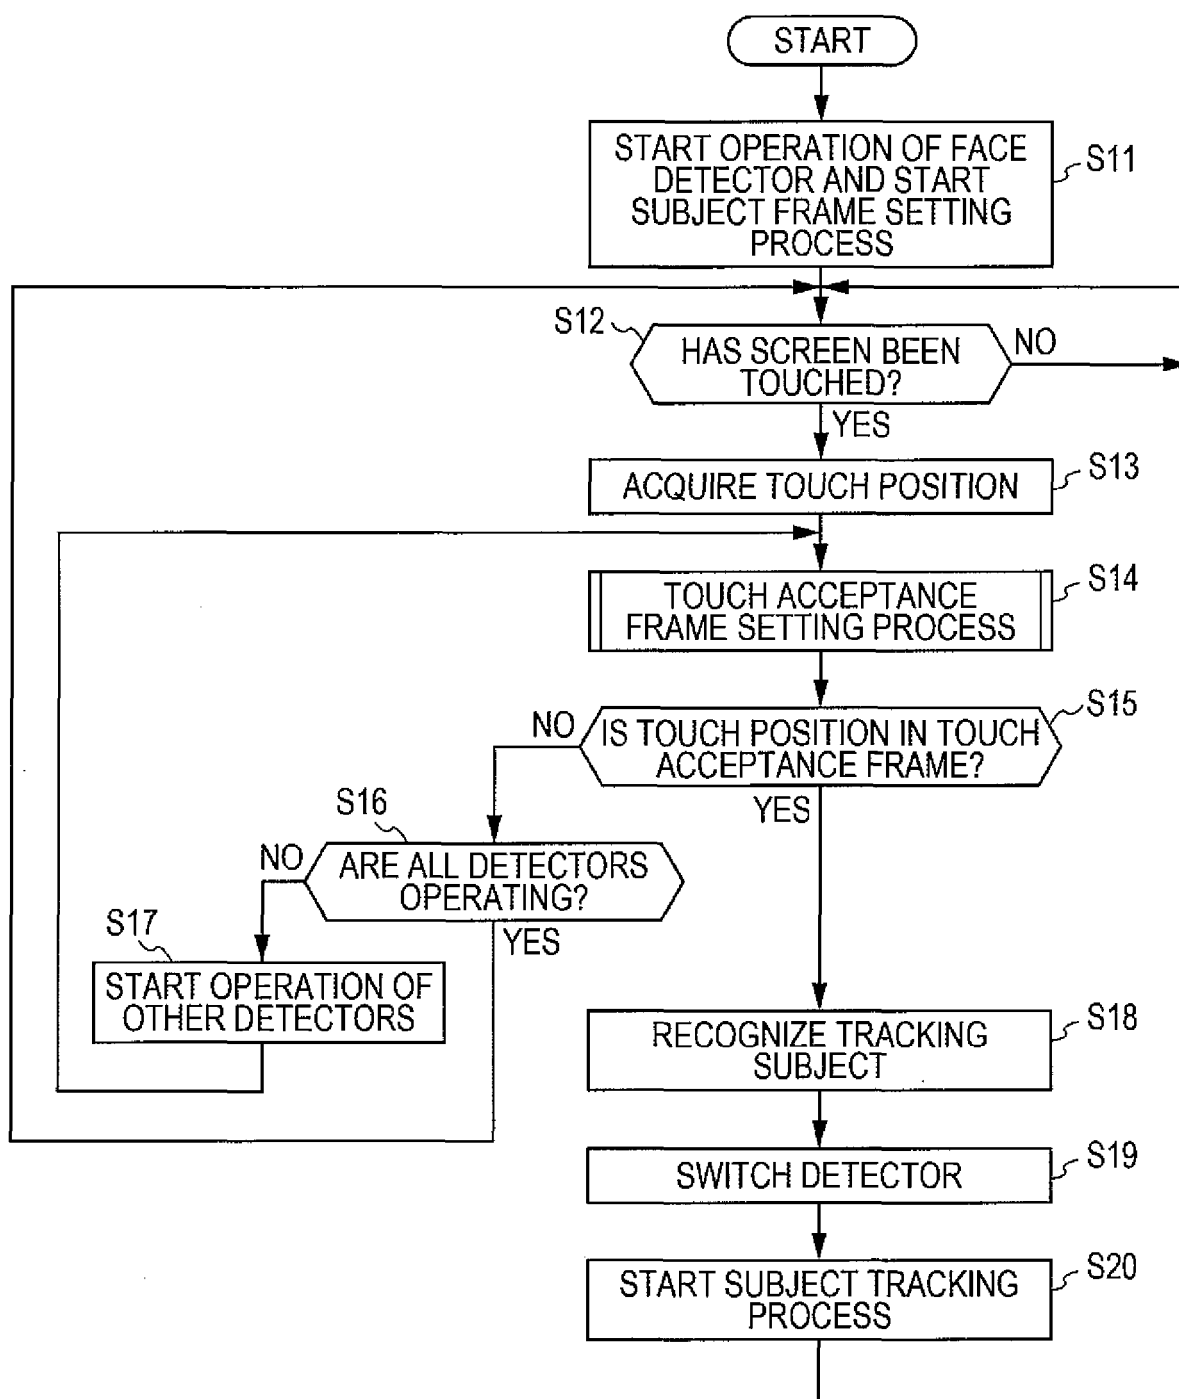 START
START OPERATION OF FACE
DETECTOR AND START
SUBJECT FRAME SETTING
PROCESS
S11
S12
HAS SCREEN BEEN
TOUCHED?
NO
YES
ACQUIRE TOUCH POSITION
S13
TOUCH ACCEPTANCE
FRAME SETTING PROCESS
S14
NO
IS TOUCH POSITION IN TOUCH
ACCEPTANCE FRAME?
S15
YES
S16
NO
ARE ALL DETECTORS
OPERATING?
YES
S17
START OPERATION OF
OTHER DETECTORS
RECOGNIZE TRACKING
SUBJECT
S18
SWITCH DETECTOR
S19
START SUBJECT TRACKING
PROCESS
S20